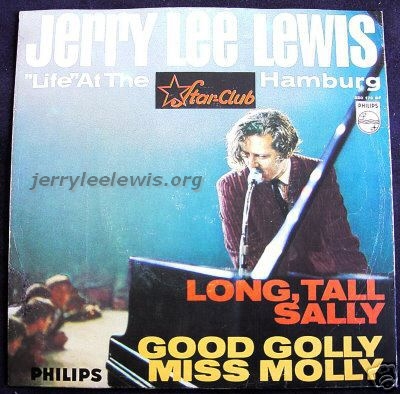 Jerry Lee Lewis
"Life" At The Star-Club Hamburg
PHILIPS
jerryleelewis.org
LONG, TALL
SALLY
GOOD GOLLY
MISS MOLLY
PHILIPS